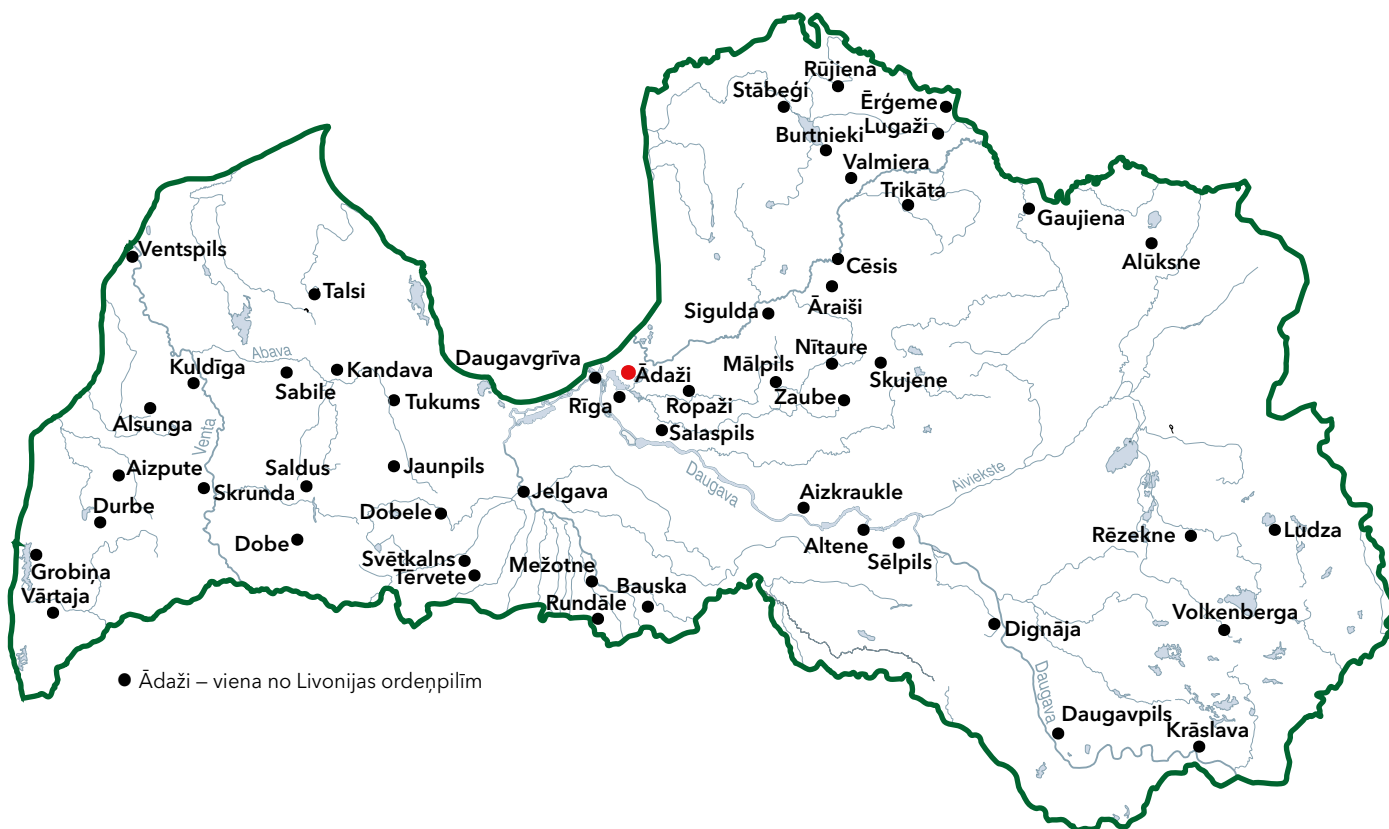 Rūjiena
Stābeģi
Ērģeme
Lugaži
Burtnieki
Valmiera
Trikāta
Gaujiena
Ventspils
Alūksne
Cēsis
Talsi
Āraiši
Sigulda
Abava
Daugavgrīva
Nītaure
Kuldīga
Kandava
Mālpils
Ādaži
Skujene
Sabile
Tukums
Rīga
Ropaži
Zaube
Alsunga
Venta
Salaspils
Aizpute
Saldus
Jaunpils
Daugava
Aiviekste
Skrunda
Jelgava
Aizkraukle
Durbe
Dobele
Dobe
Altene
Rēzekne
Ludza
Sēlpils
Grobiņa
Svētkalns
Tērvete
Mežotne
Bauska
Vārtaja
Rundāle
Volkenberga
Dignāja
Daugava
Ādaži – viena no Livonijas ordeņpilīm
Daugavpils
Krāslava